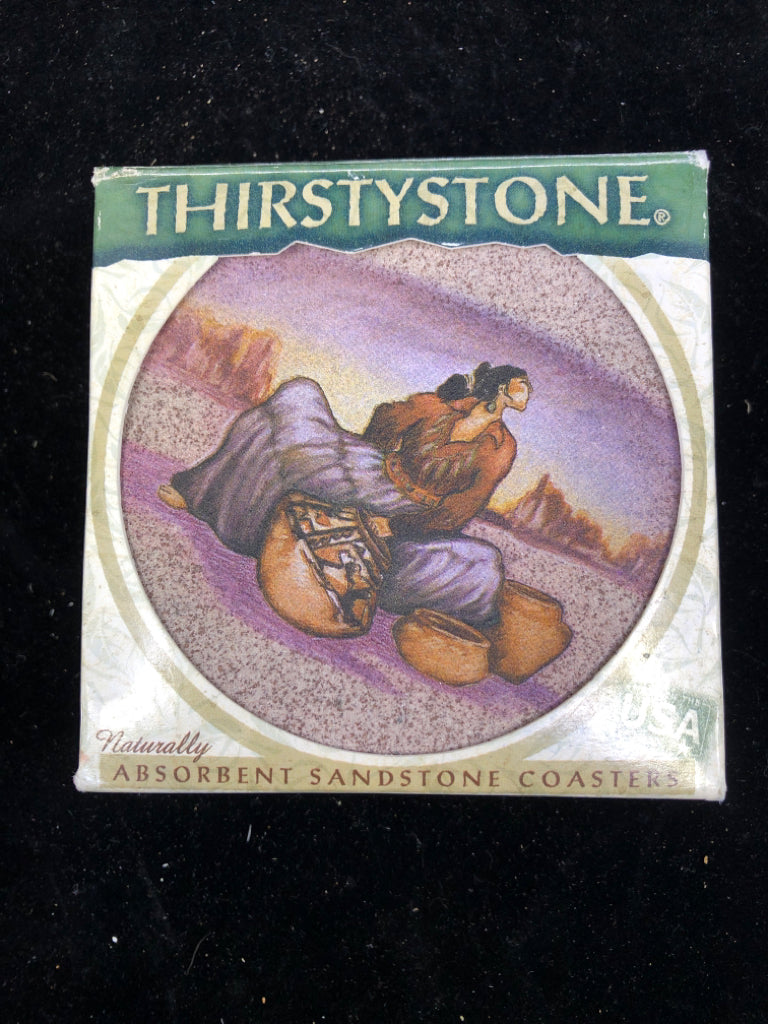 THIRSTYSTONE®
USA
Naturally
ABSORBENT SANDSTONE COASTERS